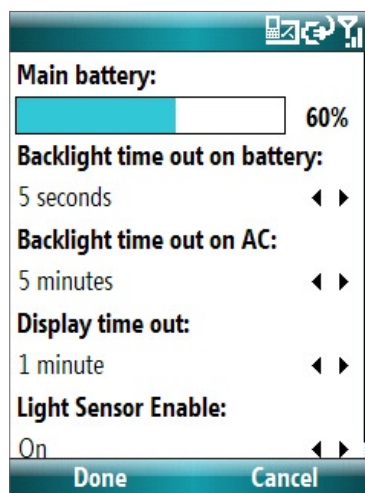 Main battery:
60%
Backlight time out on battery:
5 seconds
Backlight time out on AC:
5 minutes
Display time out:
1 minute
Light Sensor Enable:
On
Done Cancel